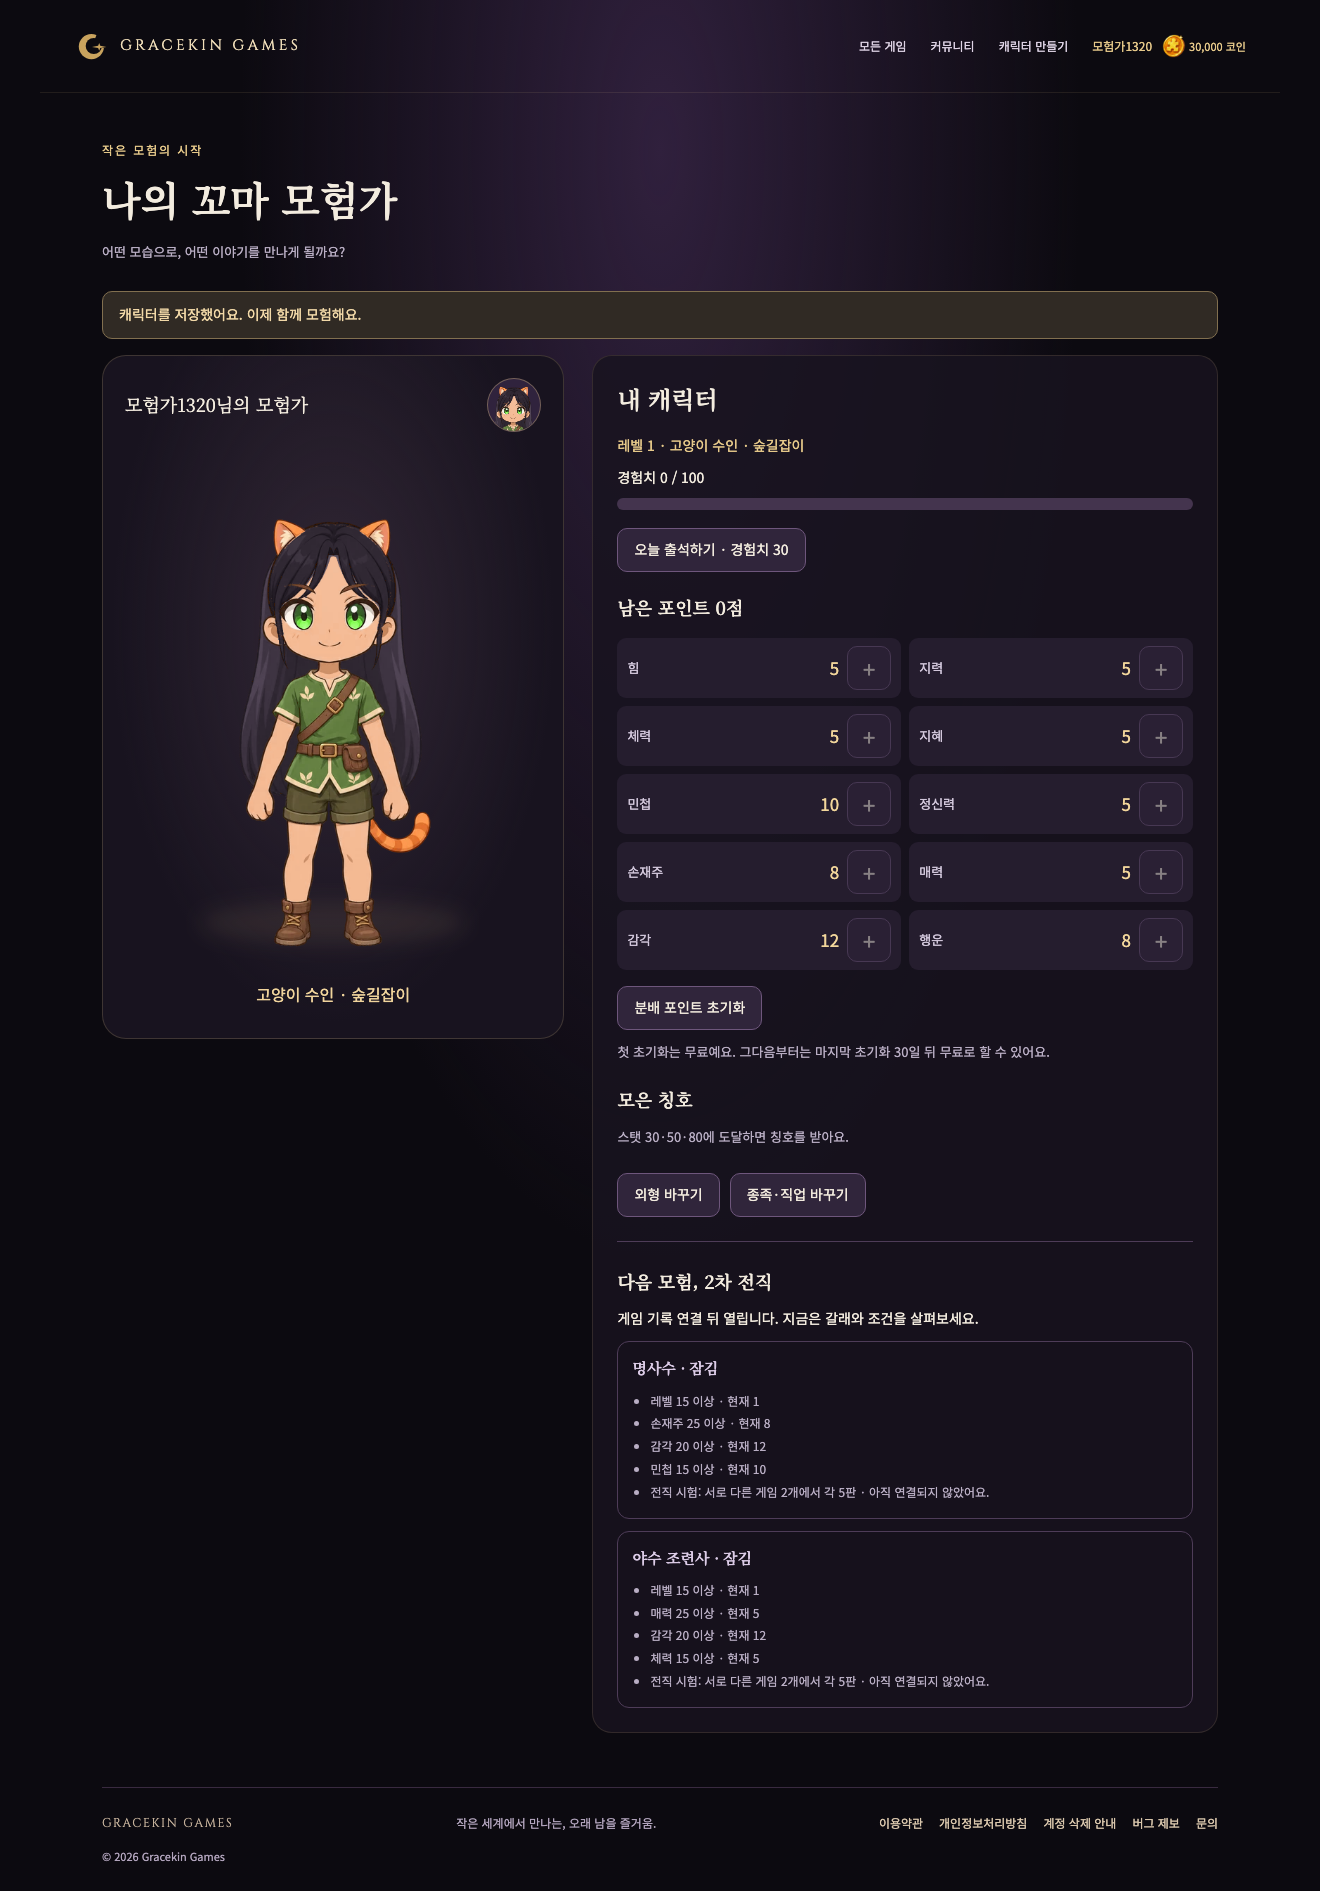 GRACEKIN GAMES
모든 게임
커뮤니티
캐릭터 만들기
모험가1320
30,000 코인
작은 모험의 시작
나의 꼬마 모험가
어떤 모습으로, 어떤 이야기를 만나게 될까요?
캐릭터를 저장했어요. 이제 함께 모험해요.
모험가1320님의 모험가
고양이 수인 · 숲길잡이
내 캐릭터
레벨 1 · 고양이 수인 · 숲길잡이
경험치 0 / 100
오늘 출석하기 · 경험치 30
남은 포인트 0점
힘 5 +
지력 5 +
체력 5 +
지혜 5 +
민첩 10 +
정신력 5 +
손재주 8 +
매력 5 +
감각 12 +
행운 8 +
분배 포인트 초기화
첫 초기화는 무료예요. 그다음부터는 마지막 초기화 30일 뒤 무료로 할 수 있어요.
모은 칭호
스탯 30·50·80에 도달하면 칭호를 받아요.
외형 바꾸기
종족·직업 바꾸기
다음 모험, 2차 전직
게임 기록 연결 뒤 열립니다. 지금은 갈래와 조건을 살펴보세요.
명사수 · 잠김
레벨 15 이상 · 현재 1
손재주 25 이상 · 현재 8
감각 20 이상 · 현재 12
민첩 15 이상 · 현재 10
전직 시험: 서로 다른 게임 2개에서 각 5판 · 아직 연결되지 않았어요.
야수 조련사 · 잠김
레벨 15 이상 · 현재 1
매력 25 이상 · 현재 5
감각 20 이상 · 현재 12
체력 15 이상 · 현재 5
전직 시험: 서로 다른 게임 2개에서 각 5판 · 아직 연결되지 않았어요.
GRACEKIN GAMES
작은 세계에서 만나는, 오래 남을 즐거움.
이용약관
개인정보처리방침
계정 삭제 안내
버그 제보
문의
© 2026 Gracekin Games